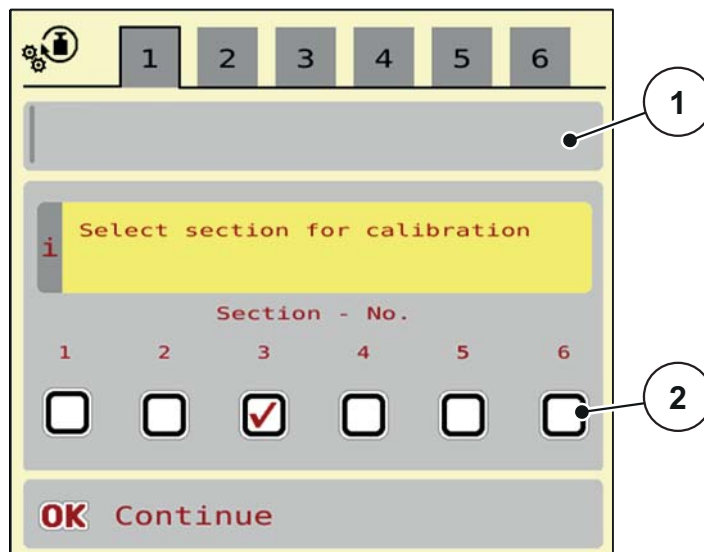 1 2 3 4 5 6
1
i Select section for calibration
Section - No.
1 2 3 4 5 6
2
OK Continue